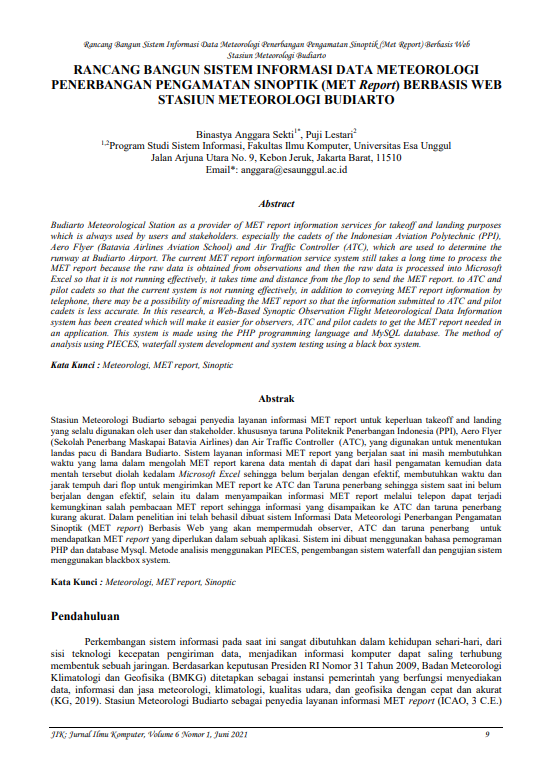 Rancang Bangun Sistem Informasi Data Meteorologi Penerbangan Pengamatan Sinoptik (Met Report) Berbasis Web
Stasiun Meteorologi Budiarto
RANCANG BANGUN SISTEM INFORMASI DATA METEOROLOGI
PENERBANGAN PENGAMATAN SINOPTIK (MET Report) BERBASIS WEB
STASIUN METEOROLOGI BUDIARTO
Binastya Anggara Sekti1*, Puji Lestari2
1,2Program Studi Sistem Informasi, Fakultas Ilmu Komputer, Universitas Esa Unggul
Jalan Arjuna Utara No. 9, Kebon Jeruk, Jakarta Barat, 11510
Email*: anggara@esaunggul.ac.id
Abstract
Budiarto Meteorological Station as a provider of MET report information services for takeoff and landing purposes
which is always used by users and stakeholders. especially the cadets of the Indonesian Aviation Polytechnic (PPI),
Aero Flyer (Batavia Airlines Aviation School) and Air Traffic Controller (ATC), which are used to determine the
runway at Budiarto Airport. The current MET report information service system still takes a long time to process the
MET report because the raw data is obtained from observations and then the raw data is processed into Microsoft
Excel so that it is not running effectively, it takes time and distance from the flop to send the MET report. to ATC and
pilot cadets so that the current system is not running effectively, in addition to conveying MET report information by
telephone, there may be a possibility of misreading the MET report so that the information submitted to ATC and pilot
cadets is less accurate. In this research, a Web-Based Synoptic Observation Flight Meteorological Data Information
system has been created which will make it easier for observers, ATC and pilot cadets to get the MET report needed in
an application. This system is made using the PHP programming language and MySQL database. The method of
analysis using PIECES, waterfall system development and system testing using a black box system.
Kata Kunci : Meteorologi, MET report, Sinoptic
Abstrak
Stasiun Meteorologi Budiarto sebagai penyedia layanan informasi MET report untuk keperluan takeoff and landing
yang selalu digunakan oleh user dan stakeholder. khususnya taruna Politeknik Penerbangan Indonesia (PPI), Aero Flyer
(Sekolah Penerbang Maskapai Batavia Airlines) dan Air Traffic Controller (ATC), yang digunakan untuk menentukan
landas pacu di Bandara Budiarto. Sistem layanan informasi MET report yang berjalan saat ini masih membutuhkan
waktu yang lama dalam mengolah MET report karena data mentah di dapat dari hasil pengamatan kemudian data
mentah tersebut diolah kedalam Microsoft Excel sehingga belum berjalan dengan efektif, membutuhkan waktu dan
jarak tempuh dari flop untuk mengirimkan MET report ke ATC dan Taruna penerbang sehingga sistem saat ini belum
berjalan dengan efektif, selain itu dalam menyampaikan informasi MET report melalui telepon dapat terjadi
kemungkinan salah pembacaan MET report sehingga informasi yang disampaikan ke ATC dan taruna penerbang
kurang akurat. Dalam penelitian ini telah behasil dibuat sistem Informasi Data Meteorologi Penerbangan Pengamatan
Sinoptik (MET report) Berbasis Web yang akan mempermudah observer, ATC dan taruna penerbang untuk
mendapatkan MET report yang diperlukan dalam sebuah aplikasi. Sistem ini dibuat menggunakan bahasa pemograman
PHP dan database Mysql. Metode analisis menggunakan PIECES, pengembangan sistem waterfall dan pengujian sistem
menggunakan blackbox system.
Kata Kunci : Meteorologi, MET report, Sinoptic
Pendahuluan
Perkembangan sistem informasi pada saat ini sangat dibutuhkan dalam kehidupan sehari-hari, dari
sisi teknologi kecepatan pengiriman data, menjadikan informasi komputer dapat saling terhubung
membentuk sebuah jaringan. Berdasarkan keputusan Presiden RI Nomor 31 Tahun 2009, Badan Meteorologi
Klimatologi dan Geofisika (BMKG) ditetapkan sebagai instansi pemerintah yang berfungsi menyediakan
data, informasi dan jasa meteorologi, klimatologi, kualitas udara, dan geofisika dengan cepat dan akurat
(KG, 2019). Stasiun Meteorologi Budiarto sebagai penyedia layanan informasi MET report (ICAO, 3 C.E.)
JIK; Jurnal Ilmu Komputer, Volume 6 Nomor 1, Juni 2021 9